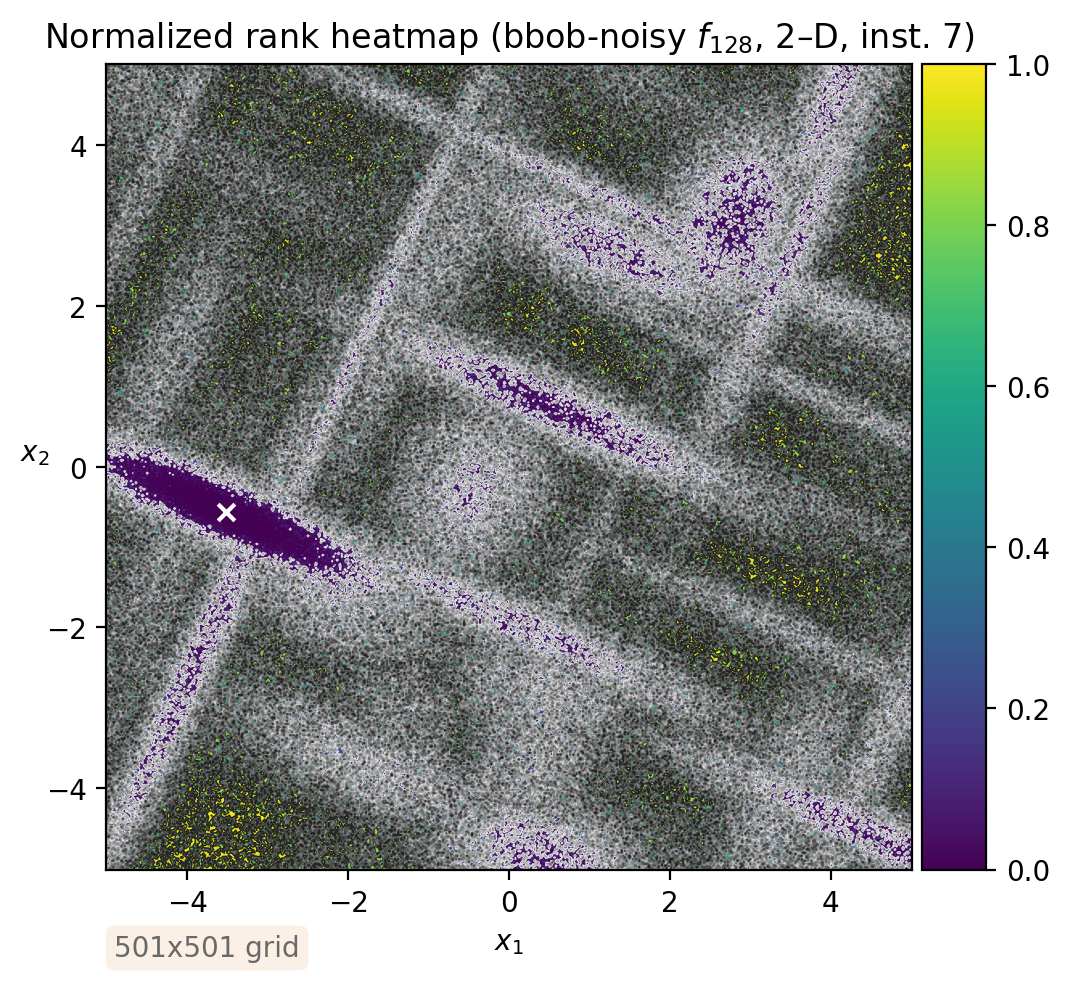 Normalized rank heatmap (bbob-noisy f₁₂₈, 2–D, inst. 7)
1.0
0.8
0.6
0.4
0.2
0.0
4
2
x₂ 0
−2
−4
−4 −2 0 2 4
x₁
501x501 grid